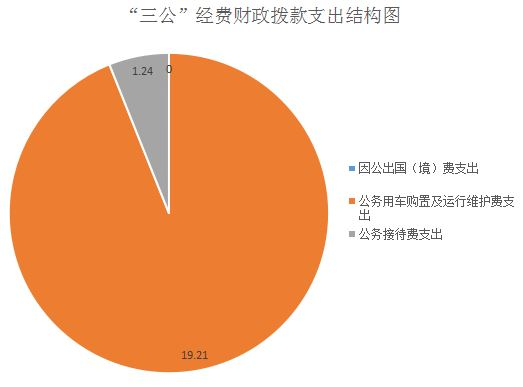 “三公”经费财政拨款支出结构图
1.24
0
因公出国（境）费支出
公务用车购置及运行维护费支
出
公务接待费支出
19.21